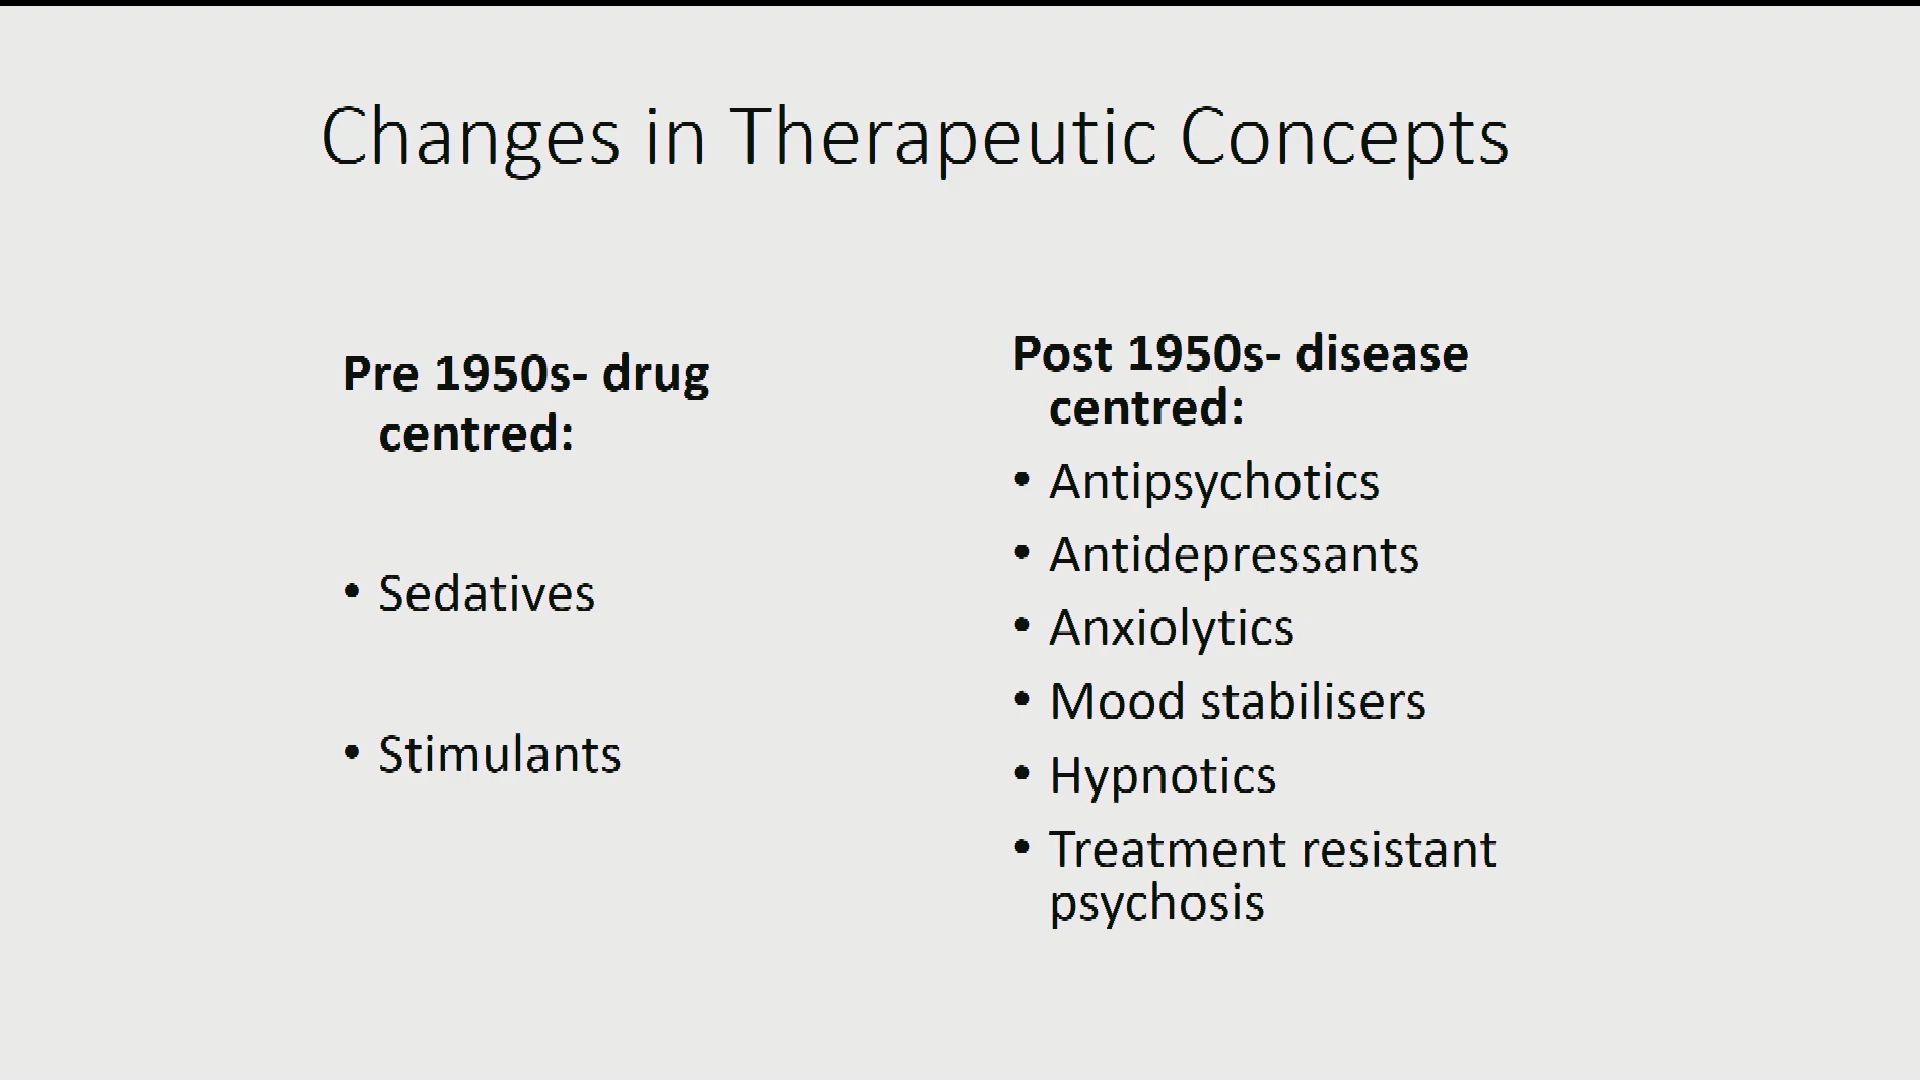 Changes in Therapeutic Concepts
Pre 1950s- drug
centred:
• Sedatives
• Stimulants
Post 1950s- disease
centred:
• Antipsychotics
• Antidepressants
• Anxiolytics
• Mood stabilisers
• Hypnotics
• Treatment resistant
psychosis